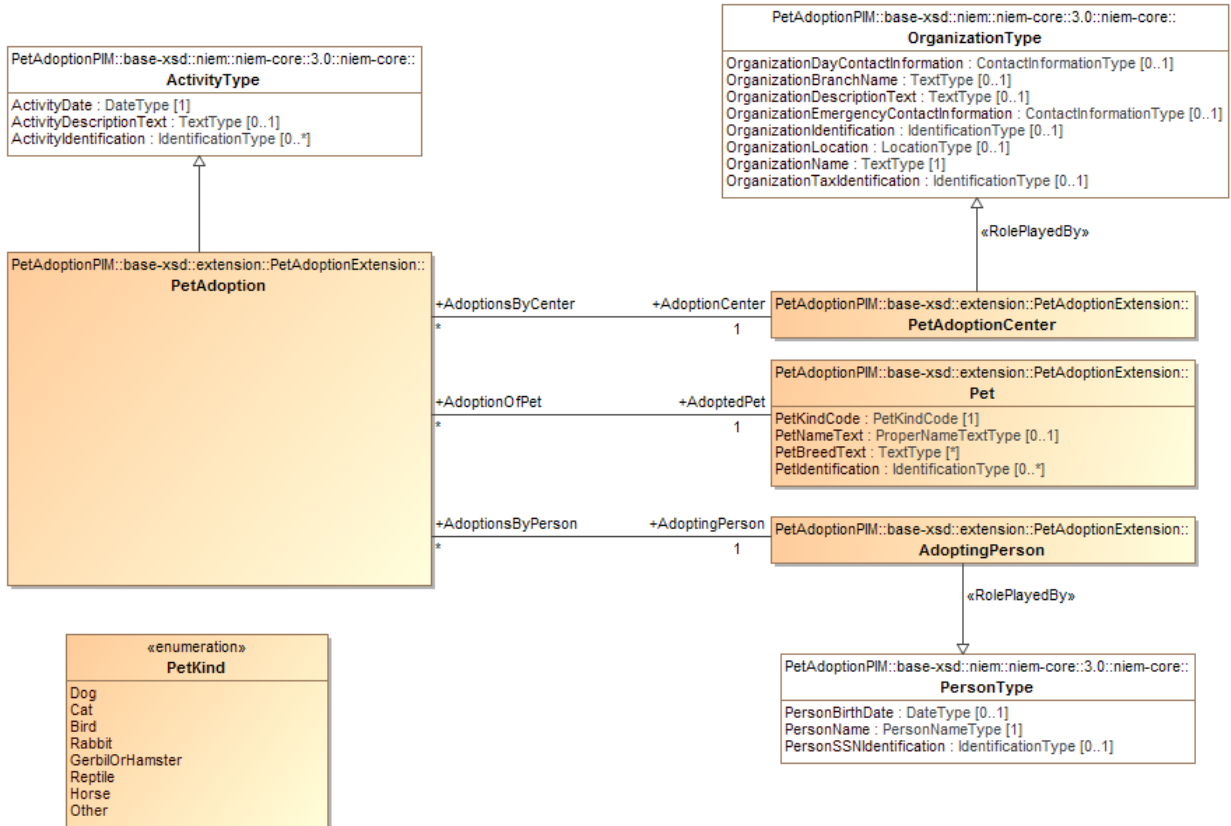 PetAdoptionPIM::base-xsd::niem::niem-core::3.0::niem-core::
ActivityType
ActivityDate : DateType [1]
ActivityDescriptionText : TextType [0..1]
ActivityIdentification : IdentificationType [0..*]
PetAdoptionPIM::base-xsd::niem::niem-core::3.0::niem-core::
OrganizationType
OrganizationDayContactInformation : ContactInformationType [0..1]
OrganizationBranchName : TextType [0..1]
OrganizationDescriptionText : TextType [0..1]
OrganizationEmergencyContactInformation : ContactInformationType [0..1]
OrganizationIdentification : IdentificationType [0..1]
OrganizationLocation : LocationType [0..1]
OrganizationName : TextType [1]
OrganizationTaxIdentification : IdentificationType [0..1]
«RolePlayedBy»
PetAdoptionPIM::base-xsd::extension::PetAdoptionExtension::
PetAdoption
+AdoptionsByCenter
+AdoptionCenter
*
1
PetAdoptionPIM::base-xsd::extension::PetAdoptionExtension::
PetAdoptionCenter
+AdoptionOfPet
+AdoptedPet
*
1
PetAdoptionPIM::base-xsd::extension::PetAdoptionExtension::
Pet
PetKindCode : PetKindCode [1]
PetNameText : ProperNameTextType [0..1]
PetBreedText : TextType [*]
PetIdentification : IdentificationType [0..*]
+AdoptionsByPerson
+AdoptingPerson
*
1
PetAdoptionPIM::base-xsd::extension::PetAdoptionExtension::
AdoptingPerson
«RolePlayedBy»
PetAdoptionPIM::base-xsd::niem::niem-core::3.0::niem-core::
PersonType
PersonBirthDate : DateType [0..1]
PersonName : PersonNameType [1]
PersonSSNIdentification : IdentificationType [0..1]
«enumeration»
PetKind
Dog
Cat
Bird
Rabbit
GerbilOrHamster
Reptile
Horse
Other